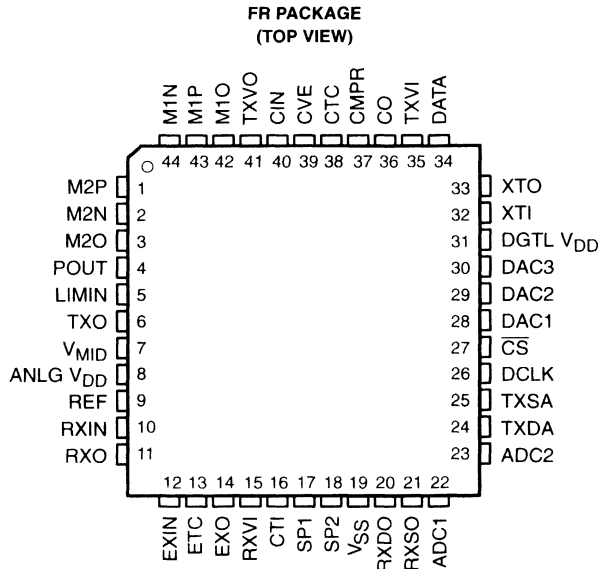 FR PACKAGE
(TOP VIEW)
M1N
M1P
M1O
TXVO
CIN
CVE
CTC
CMPR
CO
TXVI
DATA
44 43 42 41 40 39 38 37 36 35 34
M2P 1
M2N 2
M2O 3
POUT 4
LIMIN 5
TXO 6
VMID 7
ANLG VDD 8
REF 9
RXIN 10
RXO 11
33 XTO
32 XTI
31 DGTL VDD
30 DAC3
29 DAC2
28 DAC1
27 C̅S̅
26 DCLK
25 TXSA
24 TXDA
23 ADC2
12 13 14 15 16 17 18 19 20 21 22
EXIN
ETC
EXO
RXVI
CTI
SP1
SP2
VSS
RXDO
RXSO
ADC1